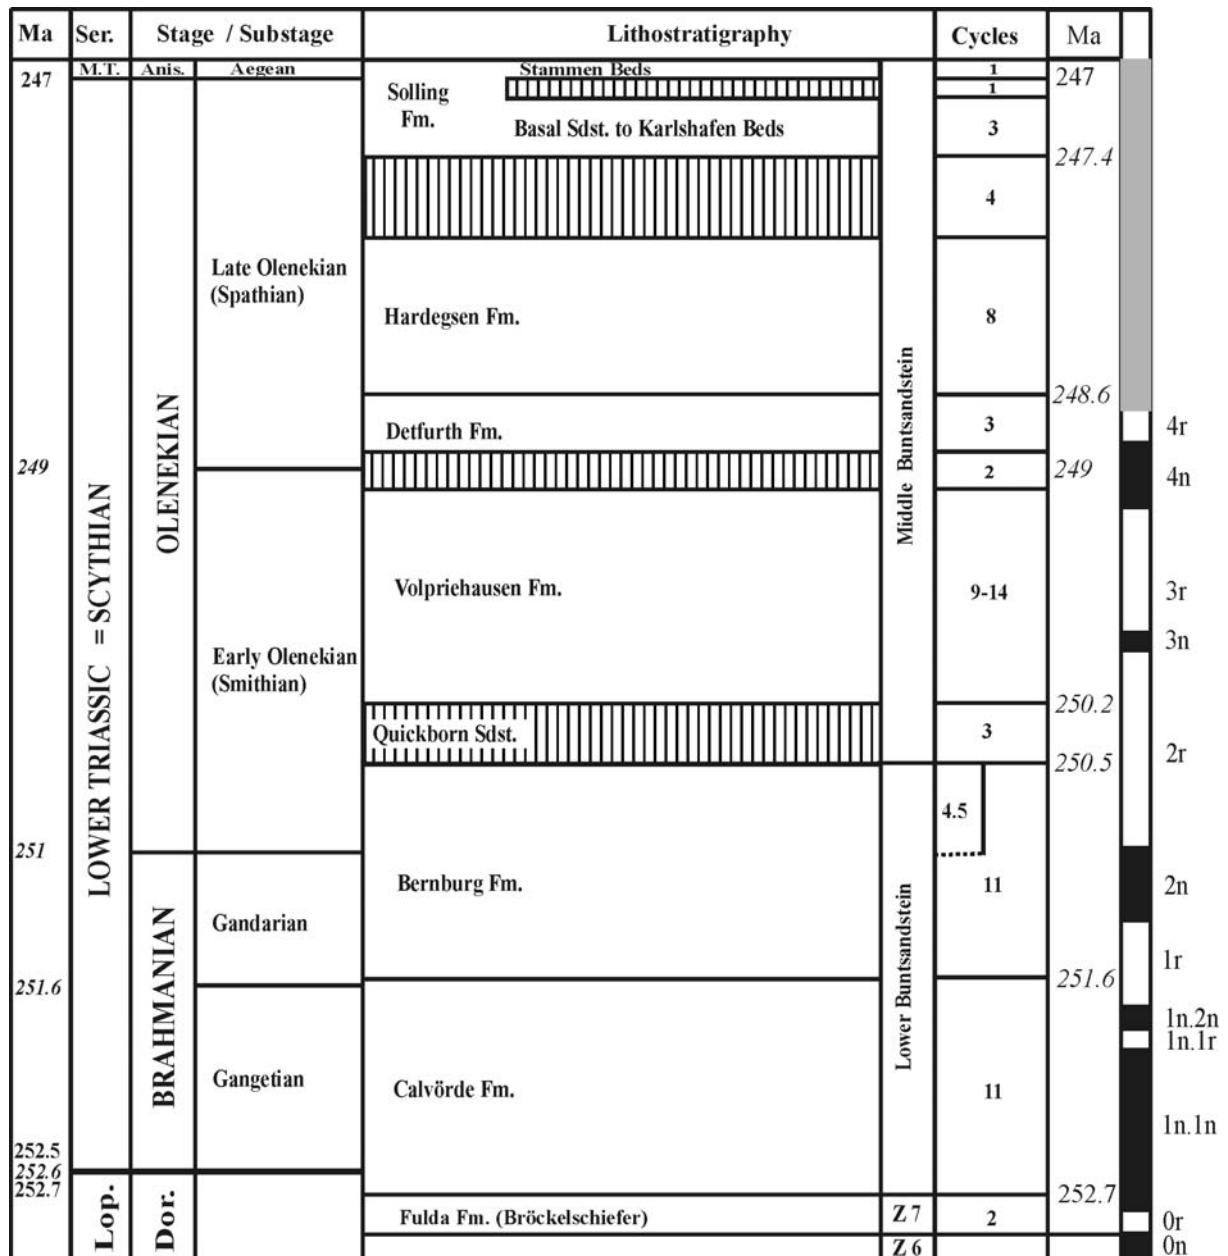 Ma Ser. Stage / Substage Lithostratigraphy Cycles Ma
M.T. Anis. Aegean Stammen Beds 1
247 247
1
Solling
Fm.
Basal Sdst. to Karlshafen Beds 3
247.4
4
Late Olenekian
(Spathian)
Hardegsen Fm. 8
248.6
Detfurth Fm. 3
4r
249 2 249
4n
OLENEKIAN
Middle Buntsandstein
LOWER TRIASSIC = SCYTHIAN
Volpriehausen Fm. 9-14
3r
3n
Early Olenekian
(Smithian)
250.2
Quickborn Sdst. 3
250.5
2r
4.5
251
Bernburg Fm. 11
2n
Gandarian
BRAHMANIAN
Lower Buntsandstein
1r
251.6 251.6
1n.2n
1n.1r
Gangetian
Calvörde Fm. 11
1n.1n
252.5
252.6
252.7 252.7
Lop. Dor.
Fulda Fm. (Bröckelschiefer) Z 7 2
0r
Z 6
0n